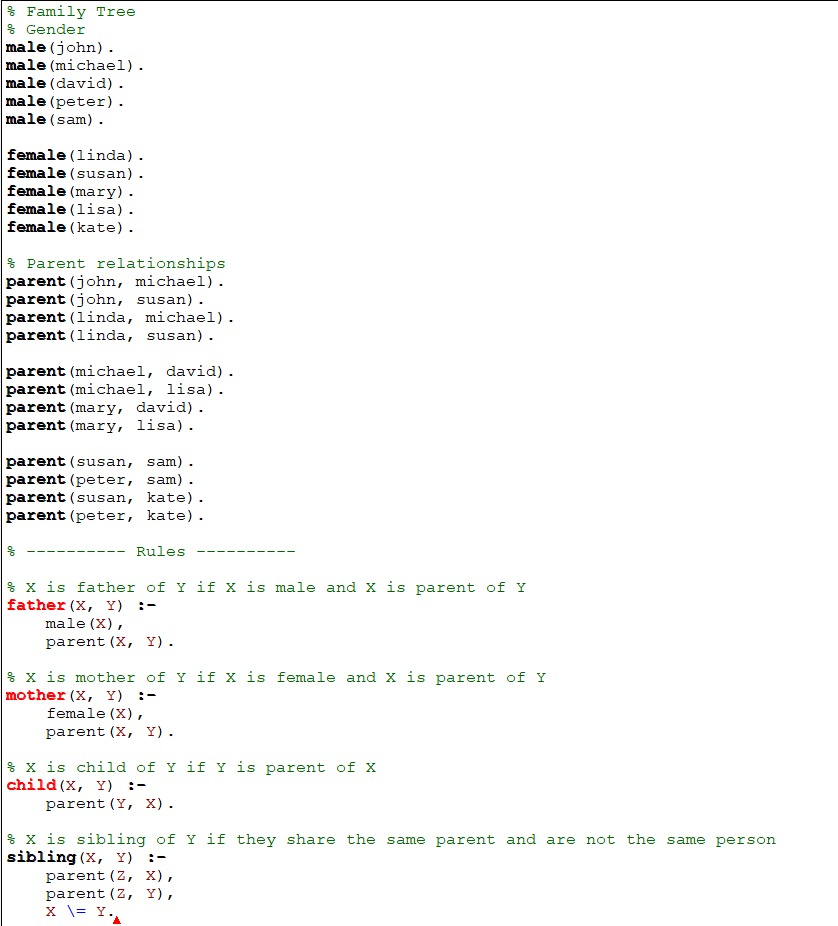 % Family Tree
% Gender
male(john).
male(michael).
male(david).
male(peter).
male(sam).

female(linda).
female(susan).
female(mary).
female(lisa).
female(kate).

% Parent relationships
parent(john, michael).
parent(john, susan).
parent(linda, michael).
parent(linda, susan).

parent(michael, david).
parent(michael, lisa).
parent(mary, david).
parent(mary, lisa).

parent(susan, sam).
parent(peter, sam).
parent(susan, kate).
parent(peter, kate).

% ---------- Rules ----------

% X is father of Y if X is male and X is parent of Y
father(X, Y) :-
    male(X),
    parent(X, Y).

% X is mother of Y if X is female and X is parent of Y
mother(X, Y) :-
    female(X),
    parent(X, Y).

% X is child of Y if Y is parent of X
child(X, Y) :-
    parent(Y, X).

% X is sibling of Y if they share the same parent and are not the same person
sibling(X, Y) :-
    parent(Z, X),
    parent(Z, Y),
    X \= Y.